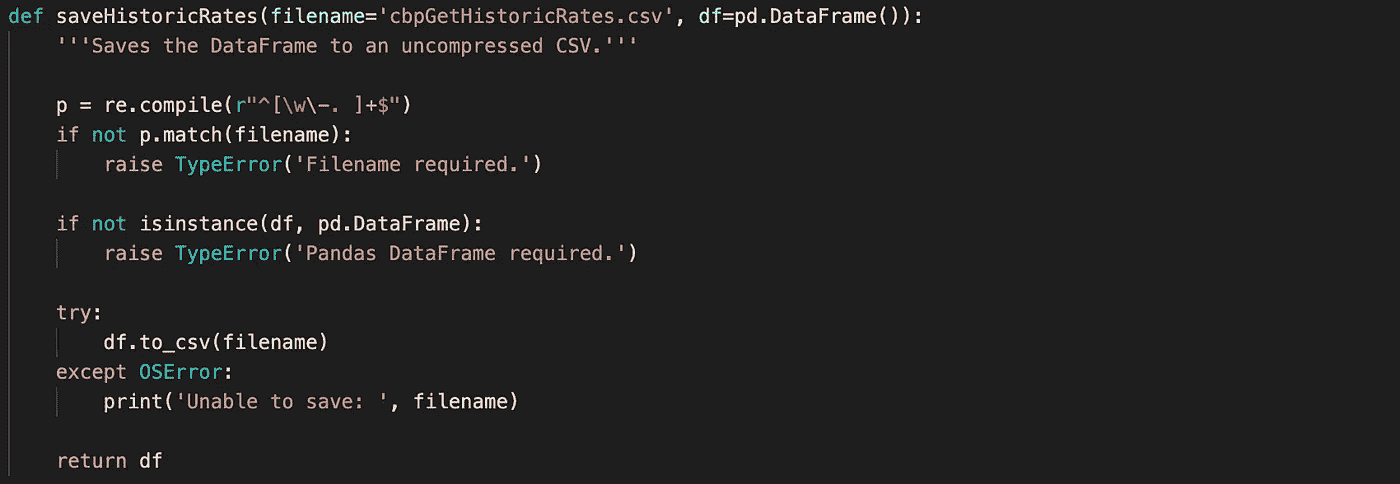 def saveHistoricRates(filename='cbpGetHistoricRates.csv', df=pd.DataFrame()):
    '''Saves the DataFrame to an uncompressed CSV.'''

    p = re.compile(r"^[\w\-. ]+$")
    if not p.match(filename):
        raise TypeError('Filename required.')

    if not isinstance(df, pd.DataFrame):
        raise TypeError('Pandas DataFrame required.')

    try:
        df.to_csv(filename)
    except OSError:
        print('Unable to save: ', filename)

    return df